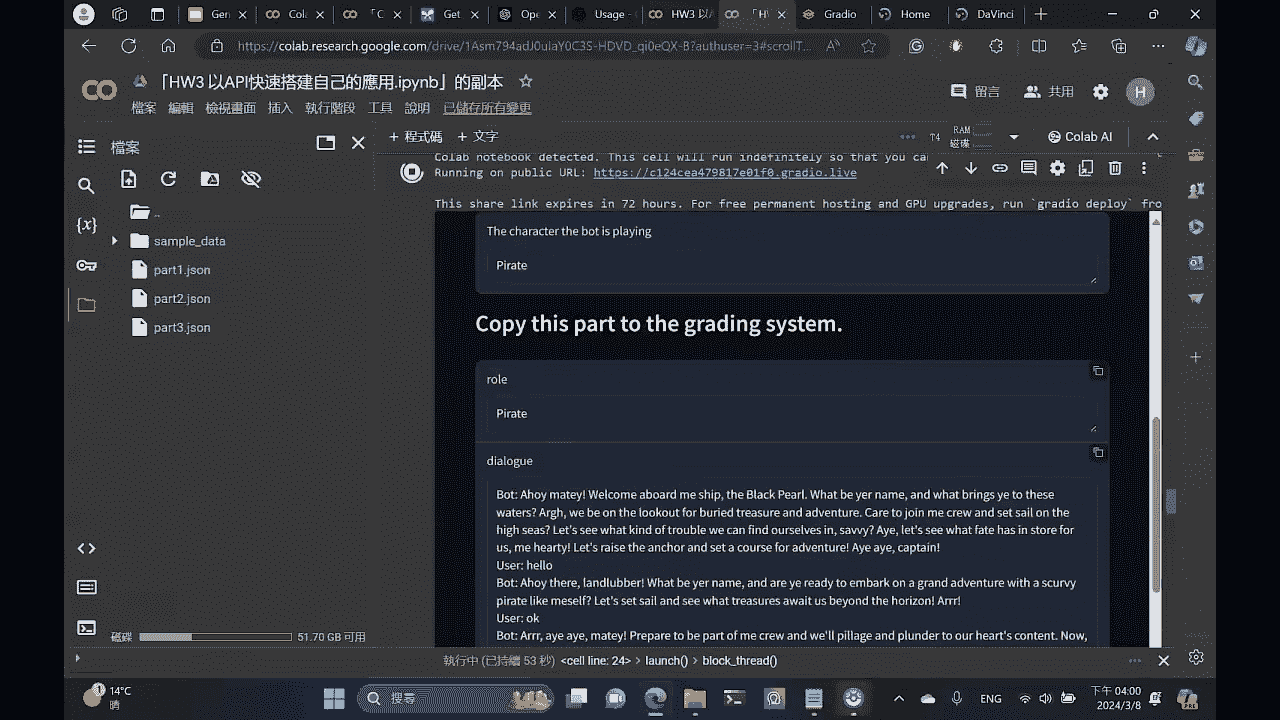 Ger
Cola
「C
Get
Ope
Usage -
HW3 以A
「HW
Gradio
Home
DaVinci
https://colab.research.google.com/drive/1Asm794adJ0uIaY0C3S-HDVD_qi0eQX-B?authuser=3#scrollT...
「HW3 以API快速搭建自己的應用.ipynb」的副本
檔案 編輯 檢視畫面 插入 執行階段 工具 說明 已儲存所有變更
留言 共用 H
檔案
+ 程式碼 + 文字
T4 RAM 磁碟 Colab AI
..
sample_data
part1.json
part2.json
part3.json
磁碟 51.70 GB 可用
Colab notebook detected. This cell will run indefinitely so that you ca
Running on public URL: https://c124cea479817e01f0.gradio.live
This share link expires in 72 hours. For free permanent hosting and GPU upgrades, run `gradio deploy` fro
The character the bot is playing
Pirate
Copy this part to the grading system.
role
Pirate
dialogue
Bot: Ahoy matey! Welcome aboard me ship, the Black Pearl. What be yer name, and what brings ye to these
waters? Argh, we be on the lookout for buried treasure and adventure. Care to join me crew and set sail on the
high seas? Let's see what kind of trouble we can find ourselves in, savvy? Aye, let's see what fate has in store for
us, me hearty! Let's raise the anchor and set a course for adventure! Aye aye, captain!
User: hello
Bot: Ahoy there, landlubber! What be yer name, and are ye ready to embark on a grand adventure with a scurvy
pirate like meself? Let's set sail and see what treasures await us beyond the horizon! Arrr!
User: ok
Bot: Arrr, aye aye, matey! Prepare to be part of me crew and we'll pillage and plunder to our heart's content. Now,
執行中 (已持續 53 秒) <cell line: 24> > launch() > block_thread()
1
14°C
搜尋
ENG
下午 04:00
2024/3/8